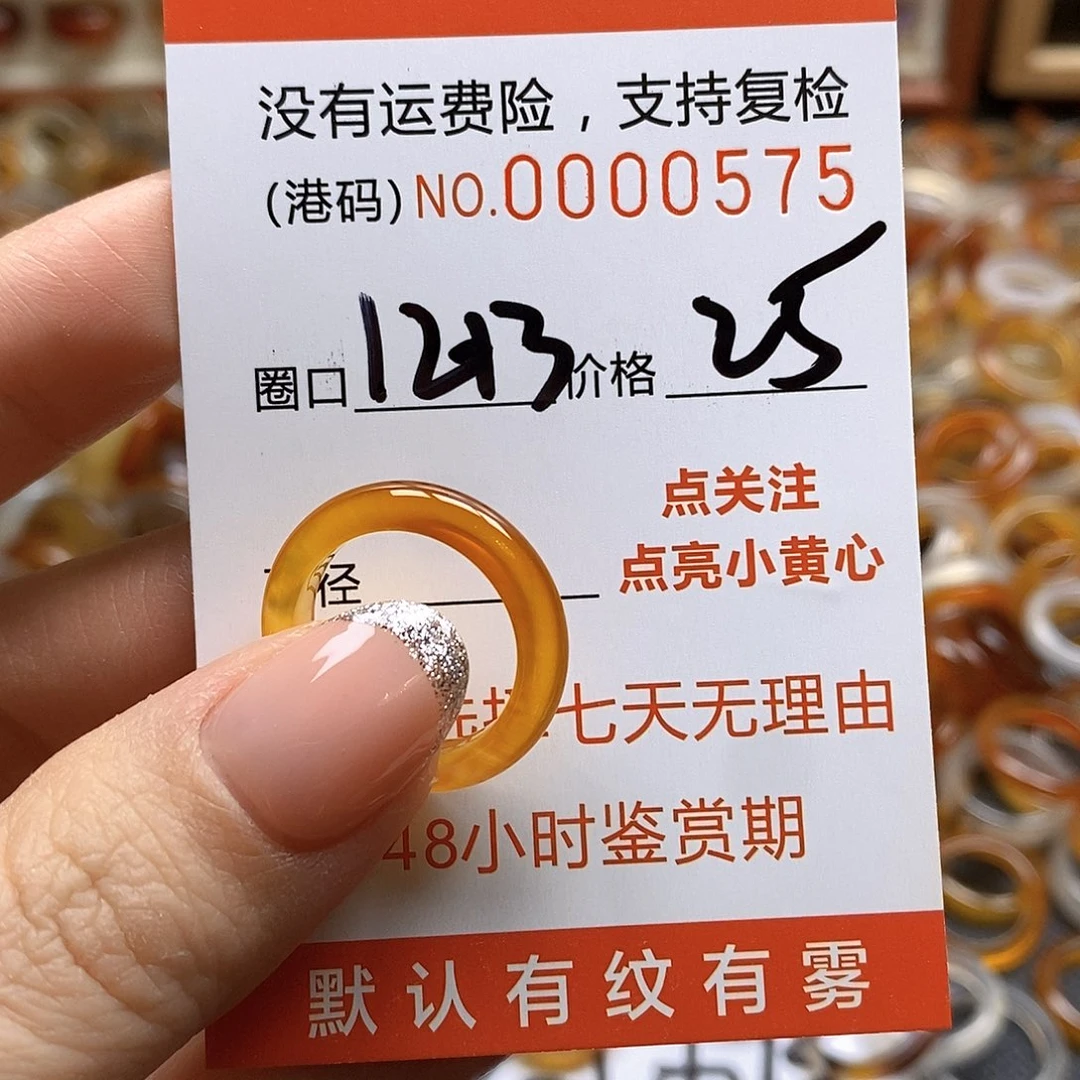 没有运费险，支持复检
(港码) NO.0000575
圈口 价格 25
点关注
径 点亮小黄心
七天无理由
48小时鉴赏期
默认有纹有雾